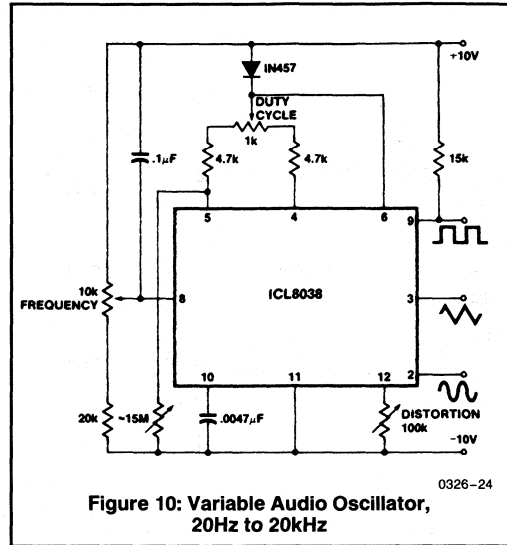 +10V
IN457
DUTY
CYCLE
1k
4.7k
4.7k
15k
.1µF
5
4
6
9
10k
FREQUENCY
8
ICL8038
3
2
10
11
12
20k
~15M
.0047µF
DISTORTION
100k
-10V
0326-24
Figure 10: Variable Audio Oscillator,
20Hz to 20kHz